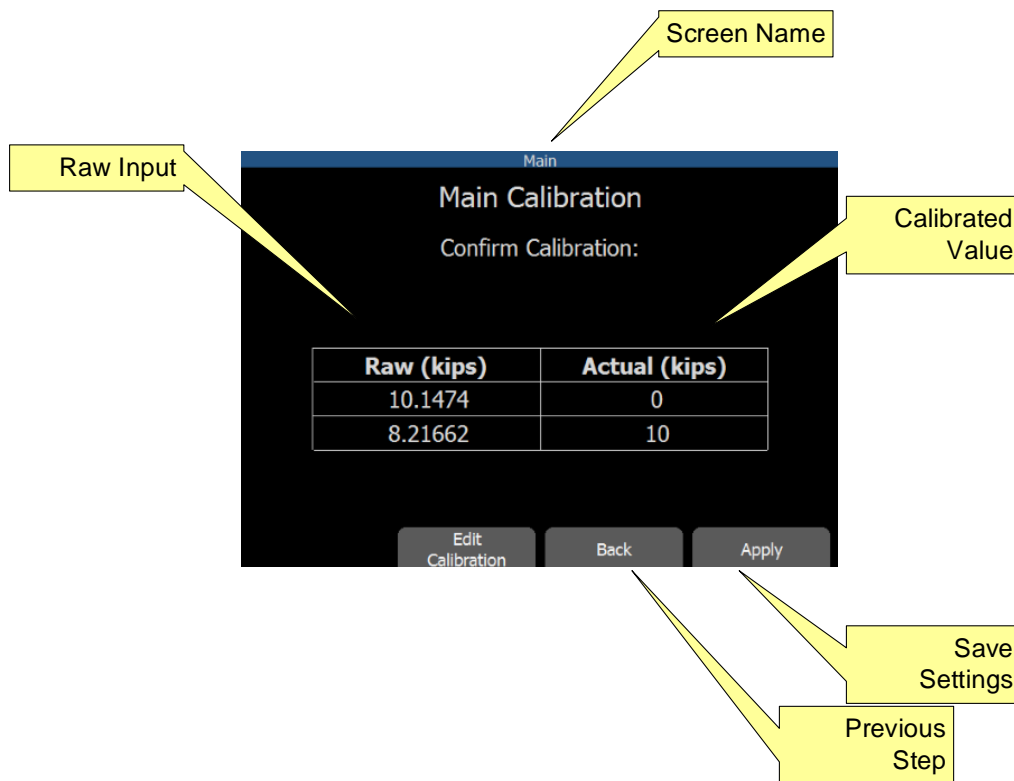 Screen Name
Raw Input
Main
Main Calibration
Calibrated
Value
Confirm Calibration:
Raw (kips) Actual (kips)
10.1474 0
8.21662 10
Edit
Calibration
Back
Apply
Save
Settings
Previous
Step